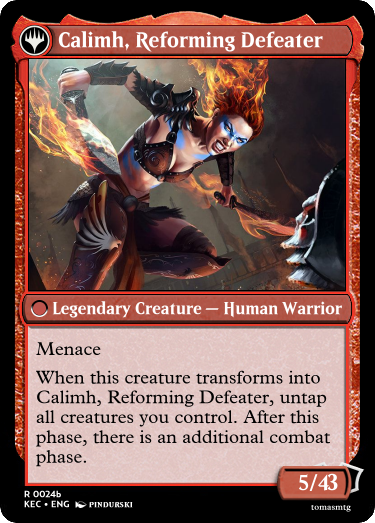 Calimh, Reforming Defeater
Legendary Creature — Human Warrior
Menace
When this creature transforms into
Calimh, Reforming Defeater, untap
all creatures you control. After this
phase, there is an additional combat
phase.
5/43
R 0024b
KEC • ENG PINDURSKI
tomasmtg